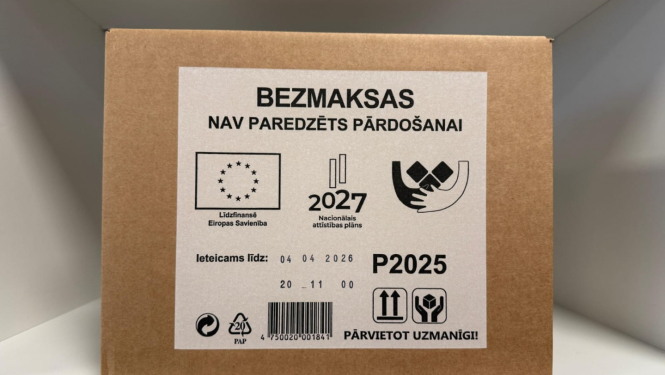 BEZMAKSAS
NAV PAREDZĒTS PĀRDOŠANAI
Līdzfinansē
Eiropas Savienība
2027
Nacionālais
attīstības plāns
Ieteicams līdz: 04 04 2026
P2025
20 11 00
20
PAP
4 750020 001841
PĀRVIETOT UZMANĪGI!